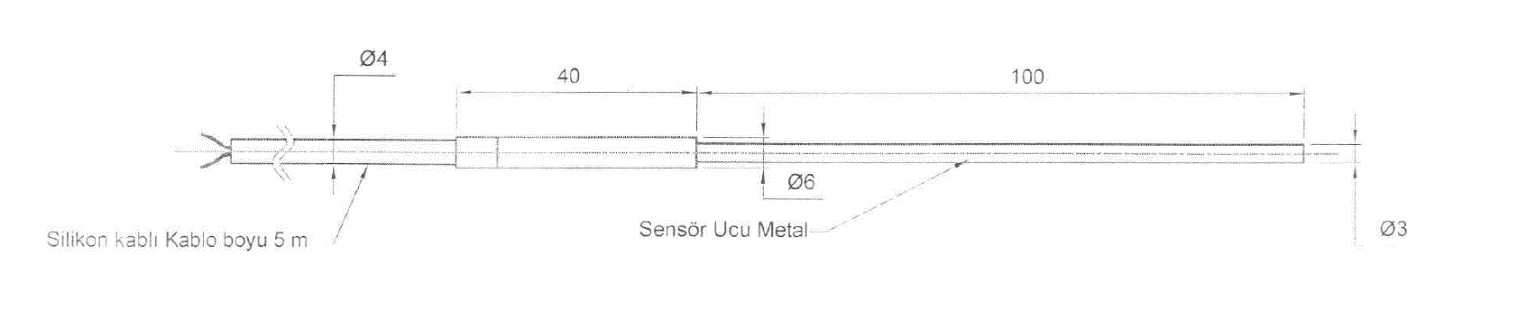 Ø4
40
100
Ø6
Sensör Ucu Metal
Silikon kablı Kablo boyu 5 m
Ø3